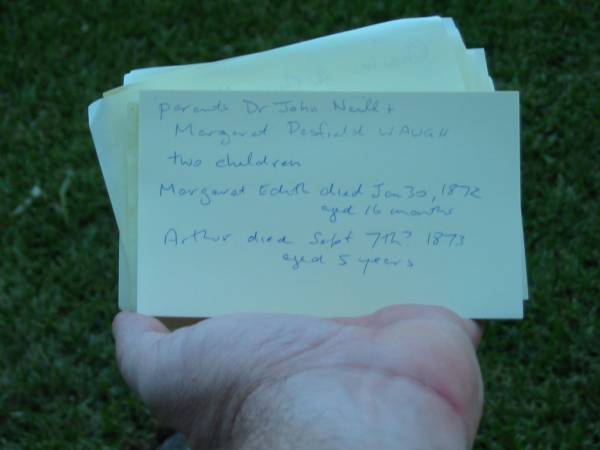 parents Dr John Neill +
Margaret Desfield WAUGH
two children
Margaret Edith died Jan 30, 1872
aged 16 months
Arthur died Sept 7th? 1873
aged 5 years